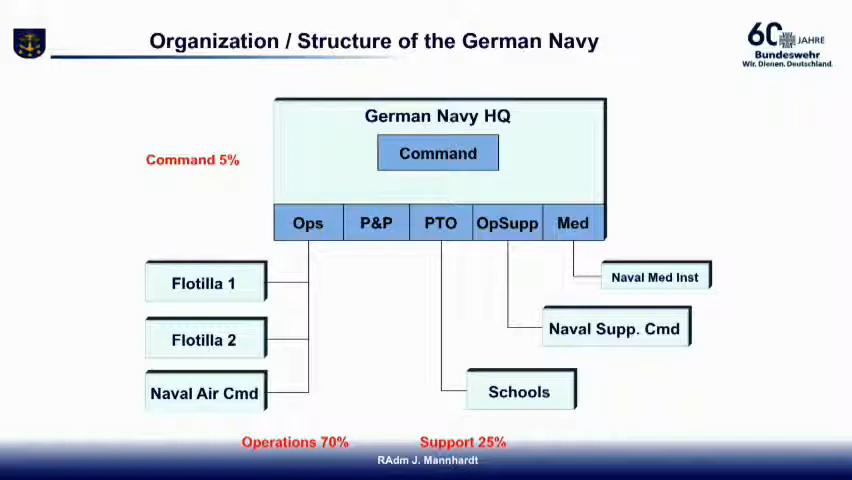 Organization / Structure of the German Navy
60 JAHRE
Bundeswehr
Wir. Dienen. Deutschland.
German Navy HQ
Command
Command 5%
Ops P&P PTO OpSupp Med
Flotilla 1
Naval Med Inst
Flotilla 2
Naval Supp. Cmd
Naval Air Cmd
Schools
Operations 70%
Support 25%
RAdm J. Mannhardt